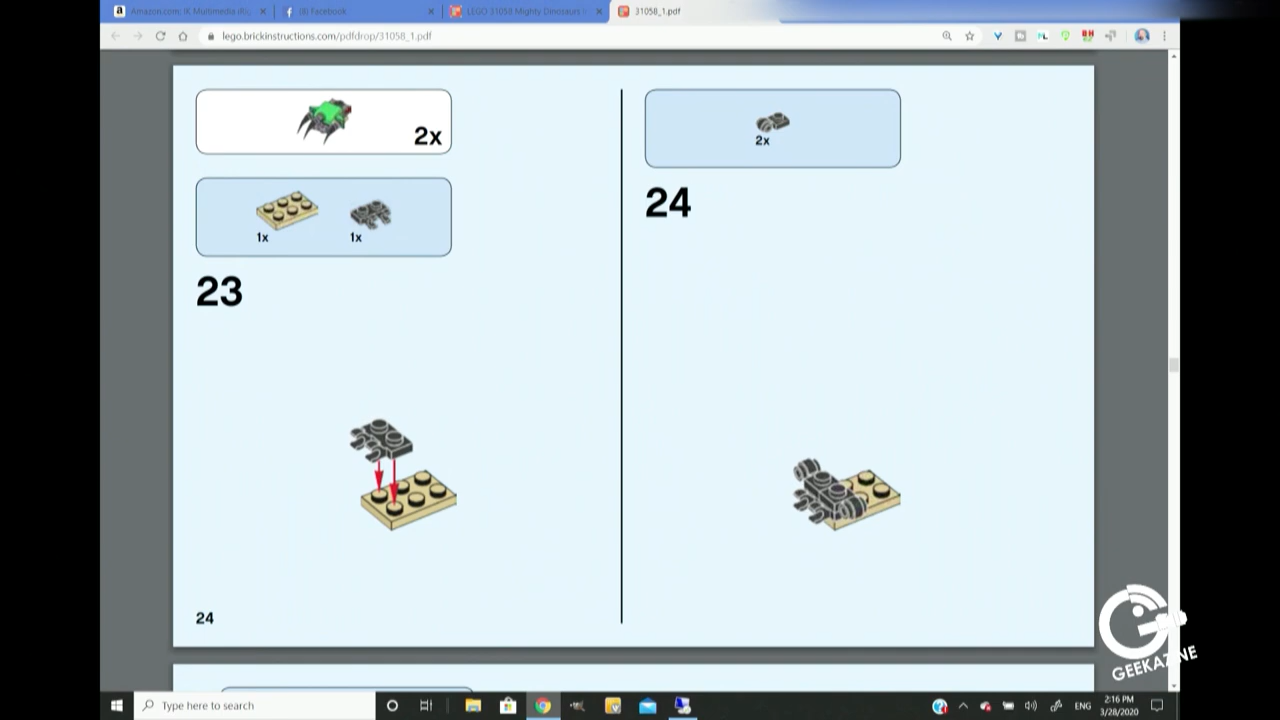 Amazon.com: IK Multimedia iRig
(8) Facebook
LEGO 31058 Mighty Dinosaurs
31058_1.pdf
lego.brickinstructions.com/pdfdrop/31058_1.pdf
2x
1x 1x
23
24
2x
24
GEEKAZINE
Type here to search
ENG
2:16 PM
3/28/2020